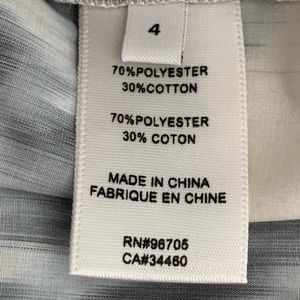 4
70%POLYESTER
30%COTTON
70%POLYESTER
30% COTON
MADE IN CHINA
FABRIQUE EN CHINE
RN#96705
CA#34460